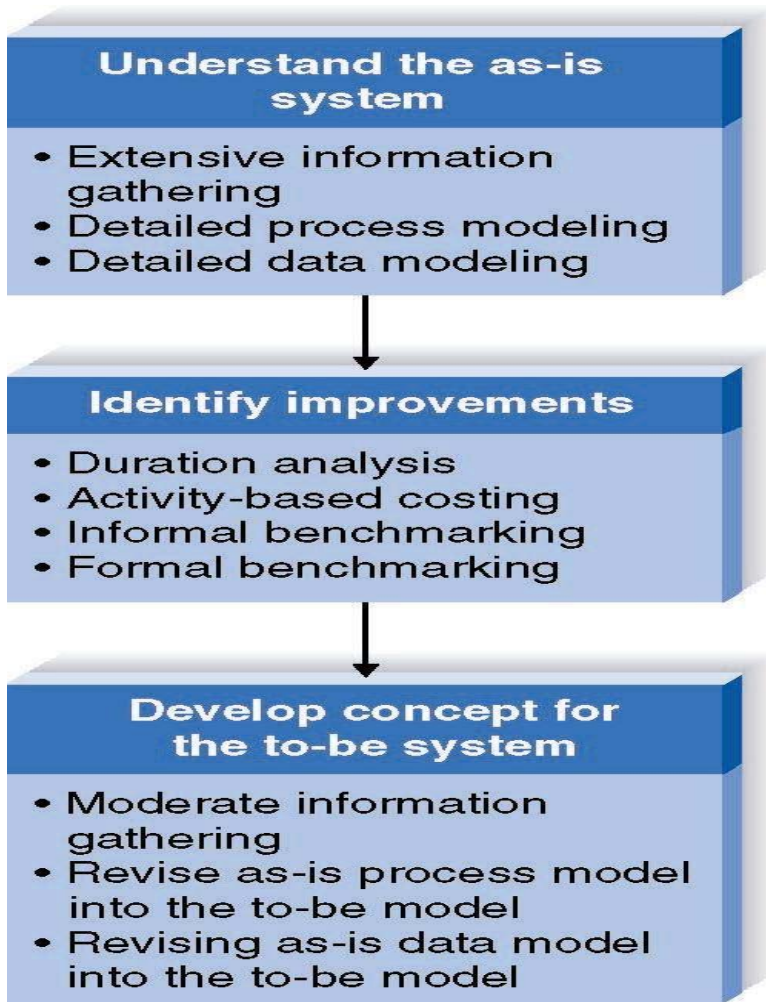 Understand the as-is
system
• Extensive information
gathering
• Detailed process modeling
• Detailed data modeling
Identify improvements
• Duration analysis
• Activity-based costing
• Informal benchmarking
• Formal benchmarking
Develop concept for
the to-be system
• Moderate information
gathering
• Revise as-is process model
into the to-be model
• Revising as-is data model
into the to-be model